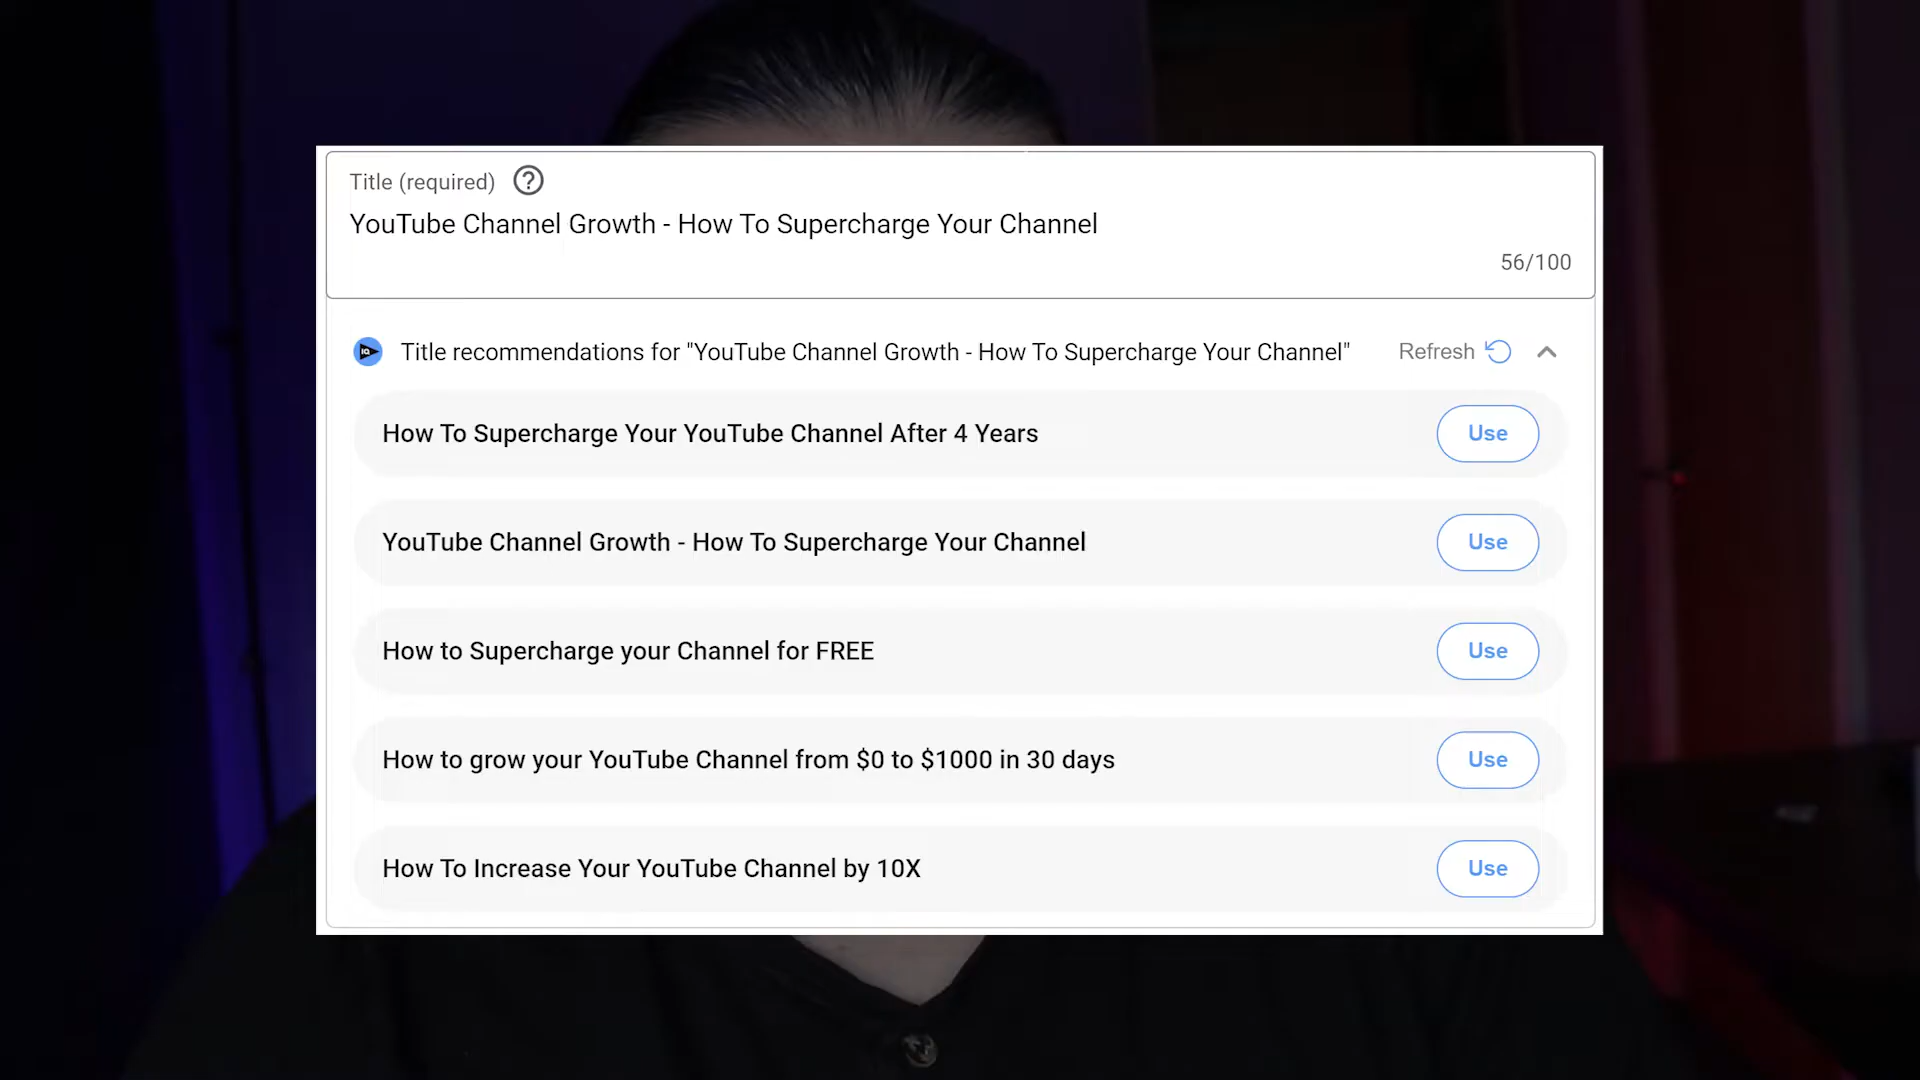 Title (required)
YouTube Channel Growth - How To Supercharge Your Channel
56/100
Title recommendations for "YouTube Channel Growth - How To Supercharge Your Channel" Refresh
How To Supercharge Your YouTube Channel After 4 Years Use
YouTube Channel Growth - How To Supercharge Your Channel Use
How to Supercharge your Channel for FREE Use
How to grow your YouTube Channel from $0 to $1000 in 30 days Use
How To Increase Your YouTube Channel by 10X Use